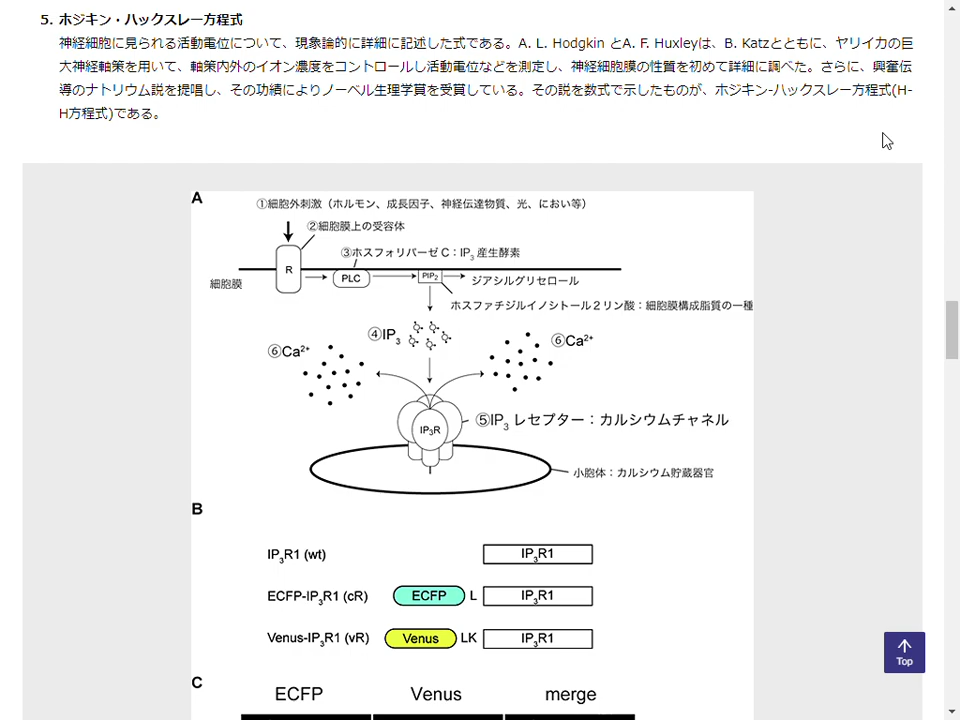 5. ホジキン・ハックスレー方程式
神経細胞に見られる活動電位について、現象論的に詳細に記述した式である。A. L. Hodgkin とA. F. Huxleyは、B. Katzとともに、ヤリイカの巨
大神経軸索を用いて、軸索内外のイオン濃度をコントロールし活動電位などを測定し、神経細胞膜の性質を初めて詳細に調べた。さらに、興奮伝
導のナトリウム説を提唱し、その功績によりノーベル生理学賞を受賞している。その説を数式で示したものが、ホジキン-ハックスレー方程式(H-
H方程式)である。
A
①細胞外刺激（ホルモン、成長因子、神経伝達物質、光、におい等）
②細胞膜上の受容体
③ホスフォリパーゼC：IP3 産生酵素
R
PLC
PIP2
ジアシルグリセロール
細胞膜
ホスファチジルイノシトール２リン酸：細胞膜構成脂質の一種
④IP3
⑥Ca2+
⑥Ca2+
IP3R
⑤IP3 レセプター：カルシウムチャネル
小胞体：カルシウム貯蔵器官
B
IP3R1 (wt)
IP3R1
ECFP-IP3R1 (cR)
ECFP
L
IP3R1
Venus-IP3R1 (vR)
Venus
LK
IP3R1
Top
C
ECFP
Venus
merge